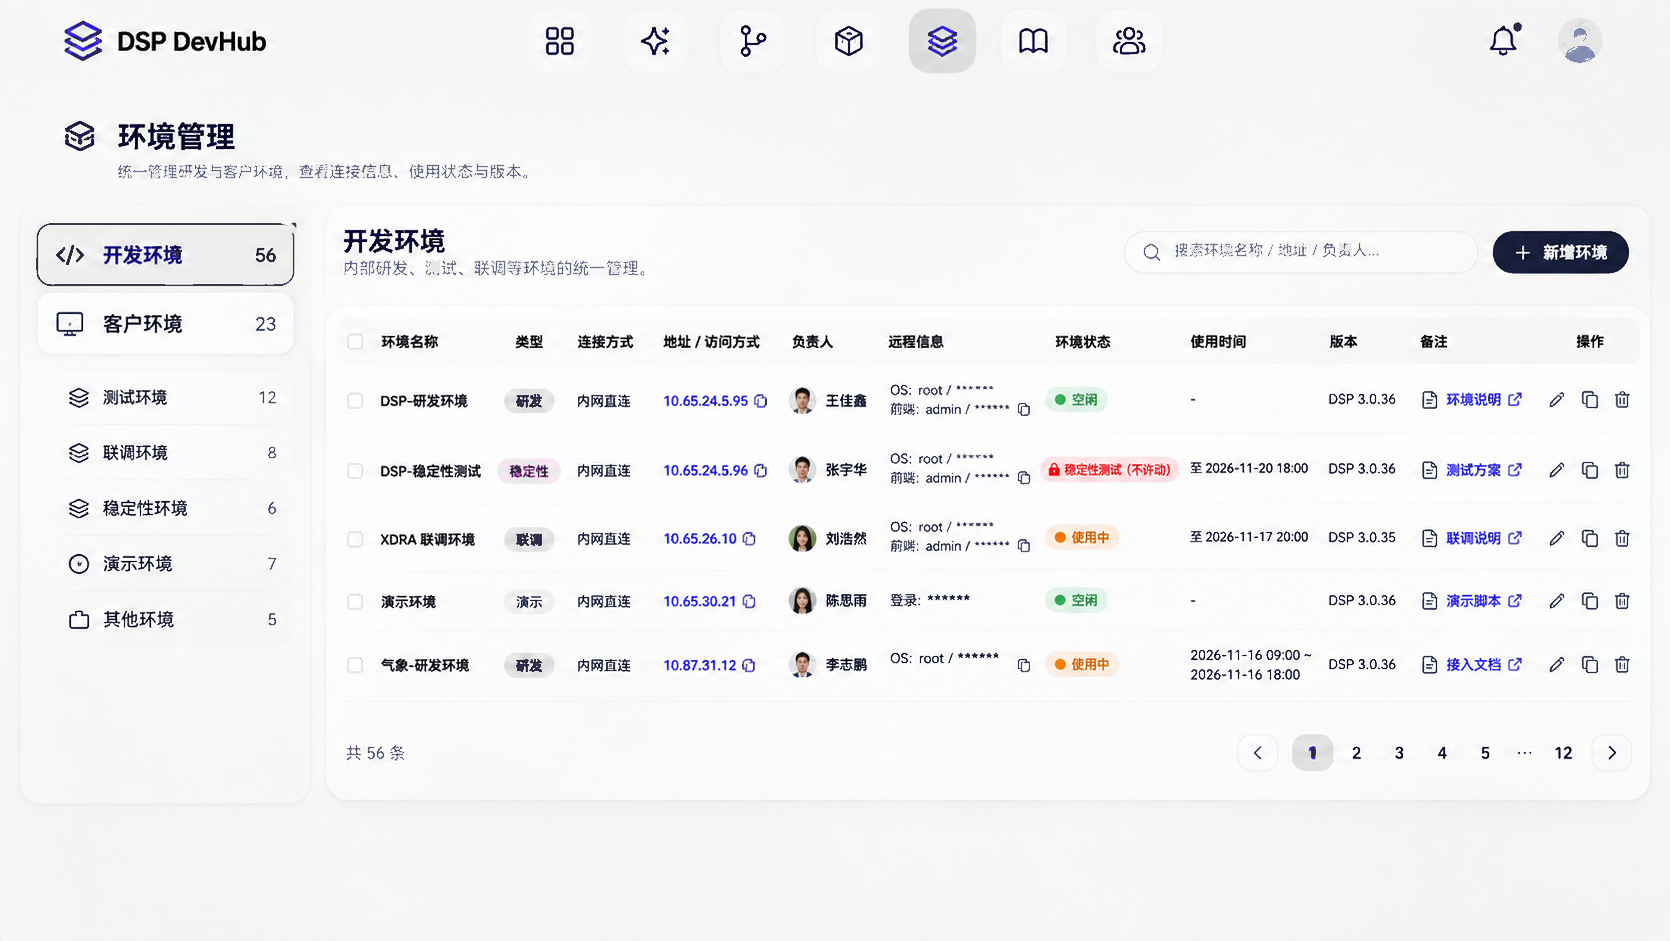 DSP DevHub
环境管理
统一管理研发与客户环境，查看连接信息、使用状态与版本。
开发环境 56
客户环境 23
测试环境 12
联调环境 8
稳定性环境 6
演示环境 7
其他环境 5
开发环境
内部研发、测试、联调等环境的统一管理。
搜索环境名称 / 地址 / 负责人...
+ 新增环境
环境名称 类型 连接方式 地址 / 访问方式 负责人 远程信息 环境状态 使用时间 版本 备注 操作
DSP-研发环境 研发 内网直连 10.65.24.5.95 王佳鑫 OS: root / ****** 空闲 - DSP 3.0.36 环境说明
前端: admin / ******
DSP-稳定性测试 稳定性 内网直连 10.65.24.5.96 张宇华 OS: root / ****** 稳定性测试 (不许动) 至 2026-11-20 18:00 DSP 3.0.36 测试方案
前端: admin / ******
XDRA 联调环境 联调 内网直连 10.65.26.10 刘浩然 OS: root / ****** 使用中 至 2026-11-17 20:00 DSP 3.0.35 联调说明
前端: admin / ******
演示环境 演示 内网直连 10.65.30.21 陈思雨 登录: ****** 空闲 - DSP 3.0.36 演示脚本
气象-研发环境 研发 内网直连 10.87.31.12 李志鹏 OS: root / ****** 使用中 2026-11-16 09:00 ~ DSP 3.0.36 接入文档
2026-11-16 18:00
共 56 条
1 2 3 4 5 ... 12